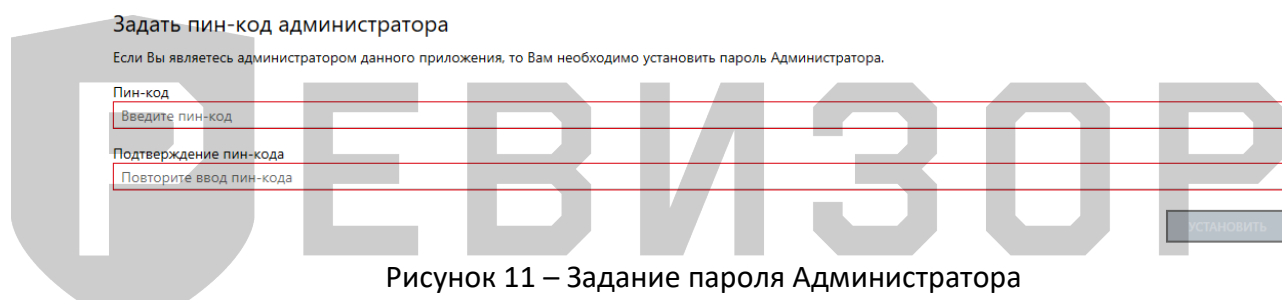 Задать пин-код администратора
Если Вы являетесь администратором данного приложения, то Вам необходимо установить пароль Администратора.
Пин-код
Введите пин-код
РЕВИЗОР
Подтверждение пин-кода
Повторите ввод пин-кода
УСТАНОВИТЬ
Рисунок 11 – Задание пароля Администратора